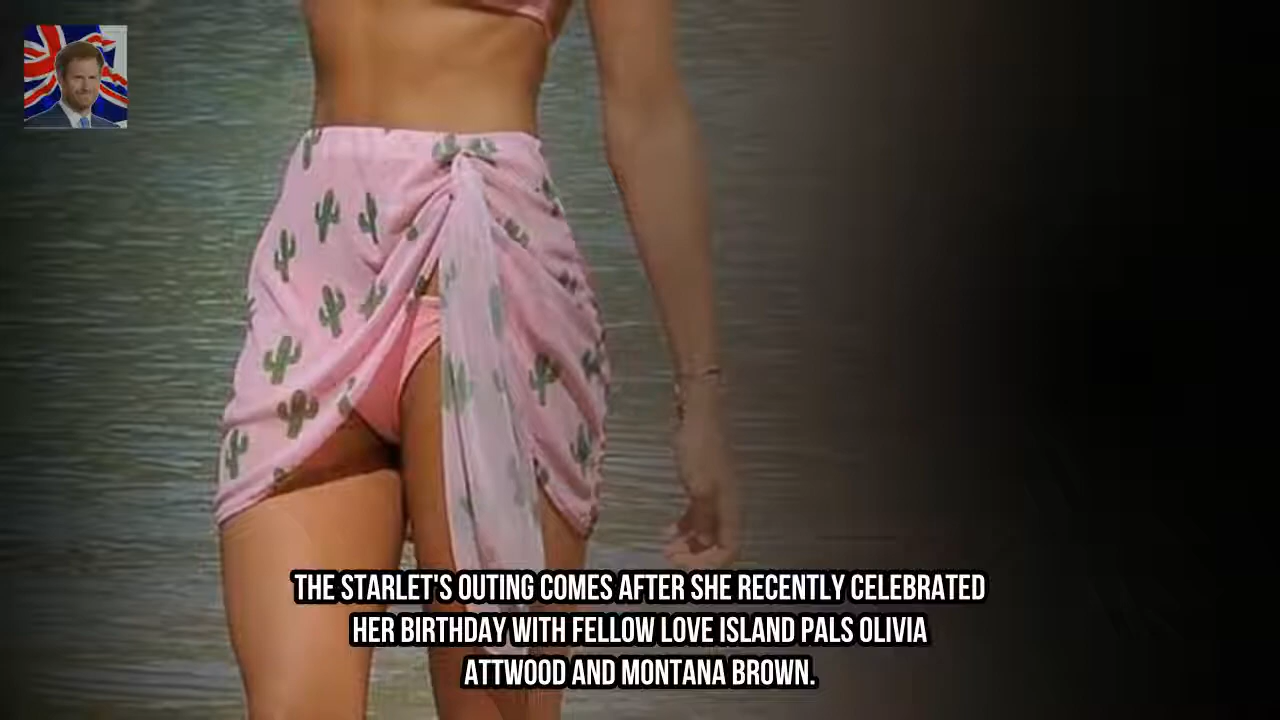 THE STARLET'S OUTING COMES AFTER SHE RECENTLY CELEBRATED
HER BIRTHDAY WITH FELLOW LOVE ISLAND PALS OLIVIA
ATTWOOD AND MONTANA BROWN.